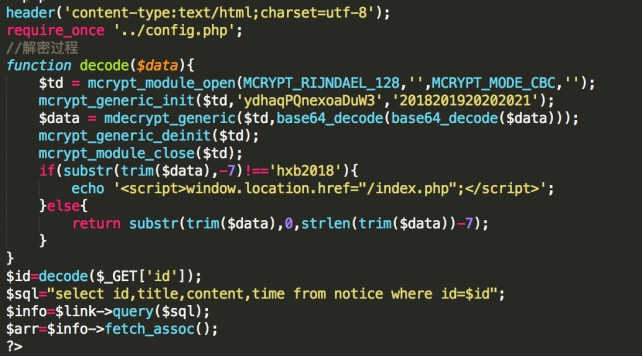 header('content-type:text/html;charset=utf-8');
require_once '../config.php';
//解密过程
function decode($data){
    $td = mcrypt_module_open(MCRYPT_RIJNDAEL_128,'',MCRYPT_MODE_CBC,'');
    mcrypt_generic_init($td,'ydhaqPQnexoaDuW3','2018201920202021');
    $data = mdecrypt_generic($td,base64_decode(base64_decode($data)));
    mcrypt_generic_deinit($td);
    mcrypt_module_close($td);
    if(substr(trim($data),-7)!=='hxb2018'){
        echo '<script>window.location.href="/index.php";</script>';
    }else{
        return substr(trim($data),0,strlen(trim($data))-7);
    }
}
$id=decode($_GET['id']);
$sql="select id,title,content,time from notice where id=$id";
$info=$link->query($sql);
$arr=$info->fetch_assoc();
?>